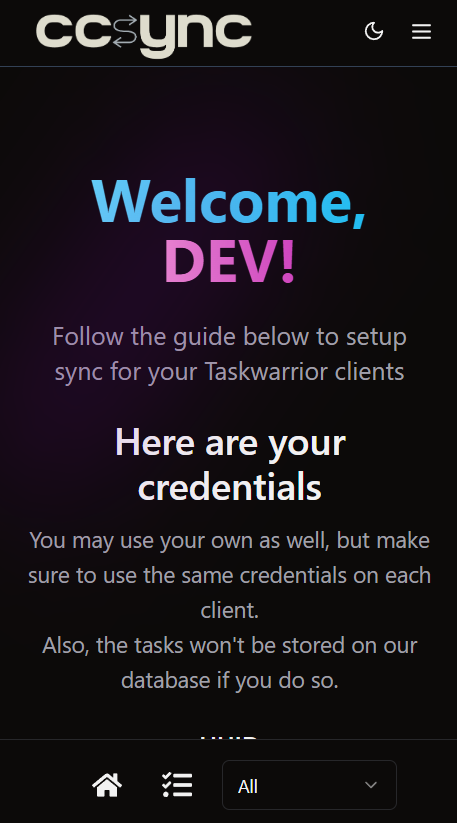 ccsync
Welcome,
DEV!
Follow the guide below to setup
sync for your Taskwarrior clients
Here are your
credentials
You may use your own as well, but make
sure to use the same credentials on each
client.
Also, the tasks won't be stored on our
database if you do so.
All